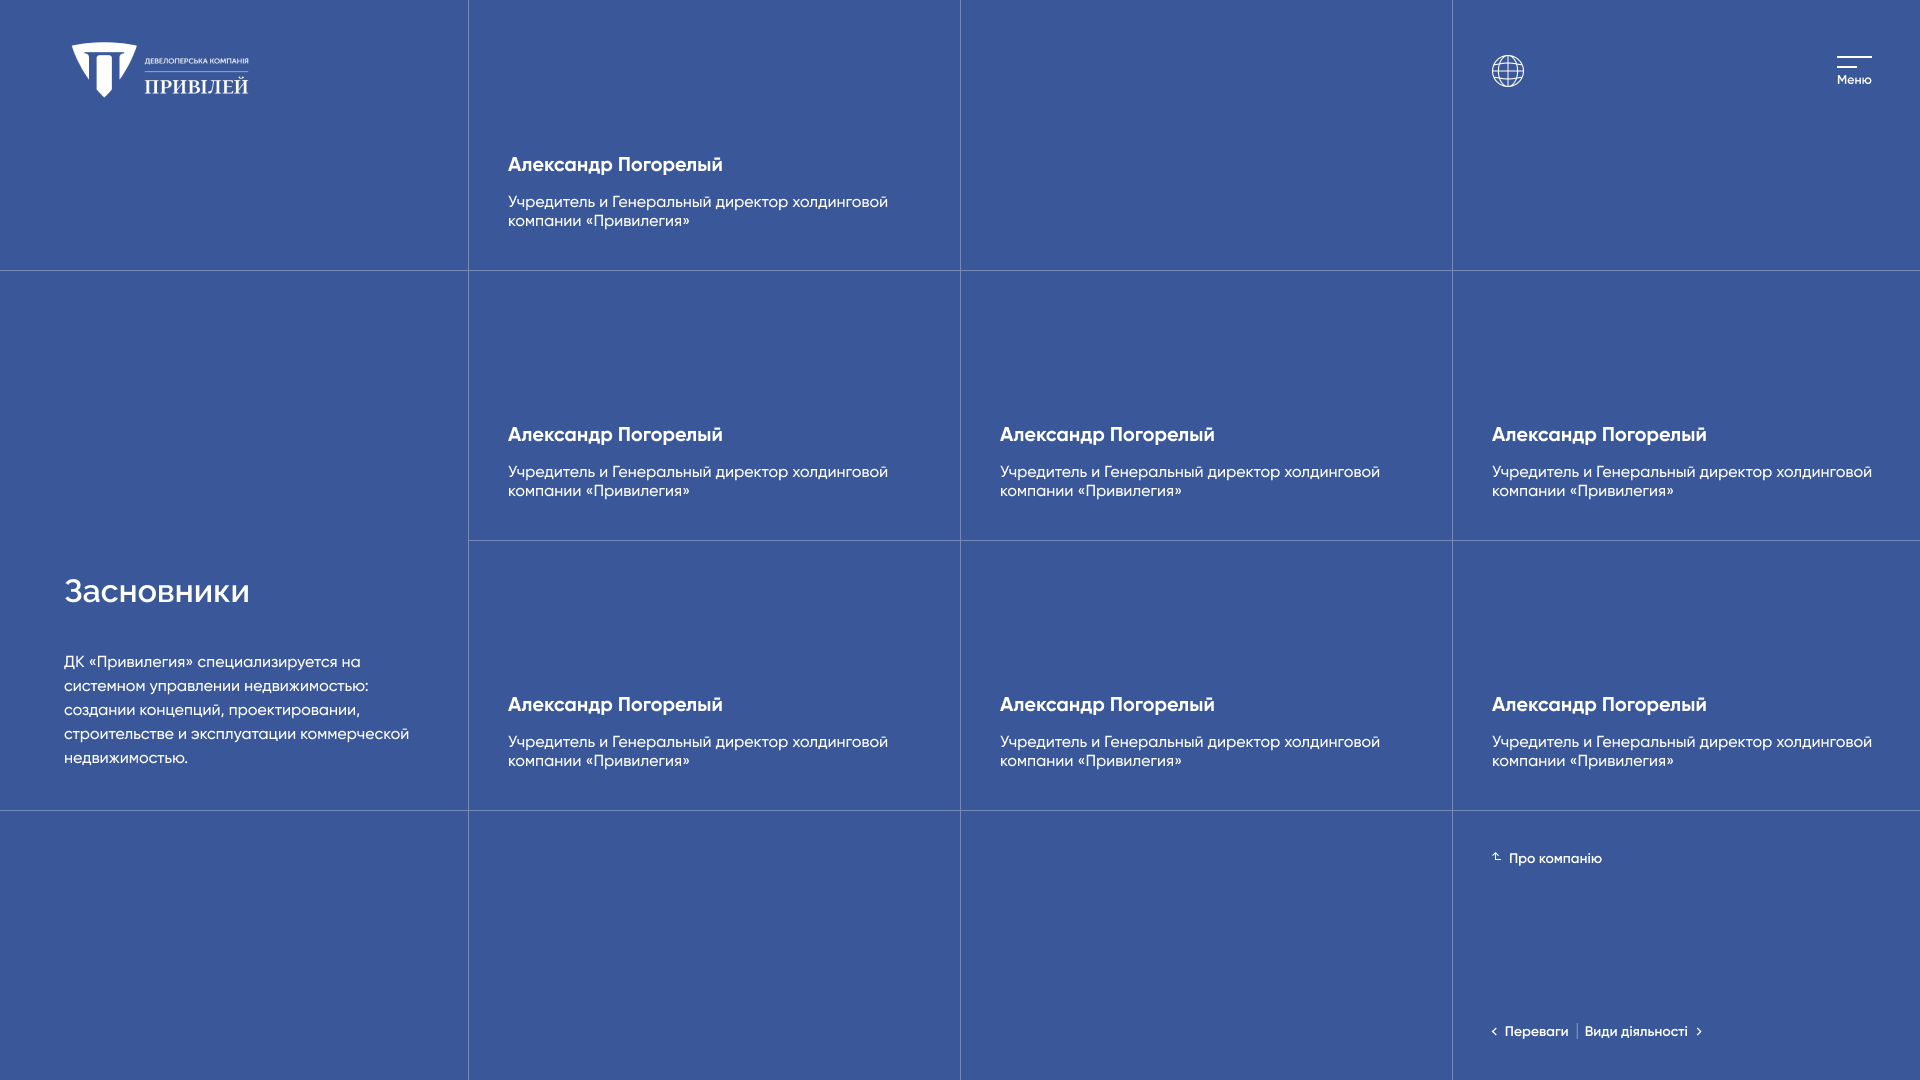 ДЕВЕЛОПЕРСЬКА КОМПАНІЯ
ПРИВІЛЕЙ
Меню
Александр Погорелый
Учредитель и Генеральный директор холдинговой
компании «Привилегия»
Александр Погорелый
Учредитель и Генеральный директор холдинговой
компании «Привилегия»
Александр Погорелый
Учредитель и Генеральный директор холдинговой
компании «Привилегия»
Александр Погорелый
Учредитель и Генеральный директор холдинговой
компании «Привилегия»
Засновники
ДК «Привилегия» специализируется на
системном управлении недвижимостью:
создании концепций, проектировании,
строительстве и эксплуатации коммерческой
недвижимостью.
Александр Погорелый
Учредитель и Генеральный директор холдинговой
компании «Привилегия»
Александр Погорелый
Учредитель и Генеральный директор холдинговой
компании «Привилегия»
Александр Погорелый
Учредитель и Генеральный директор холдинговой
компании «Привилегия»
Про компанію
Переваги | Види діяльності